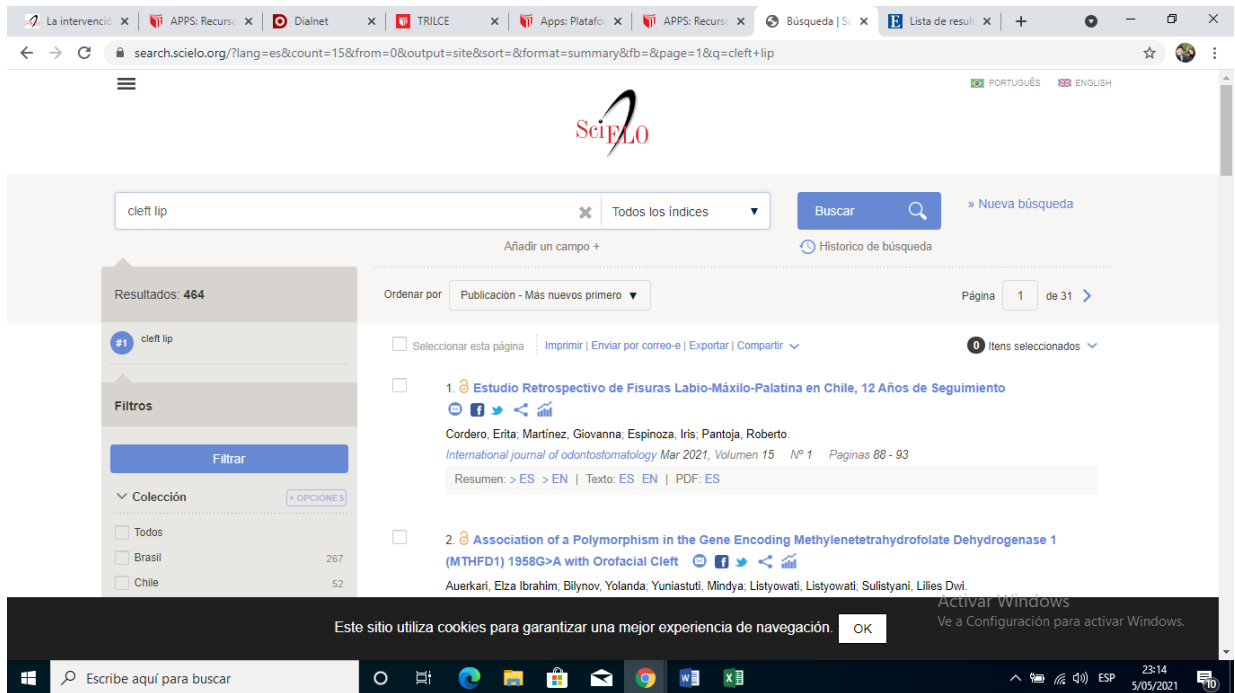 La intervenció
APPS: Recurso
Dialnet
TRILCE
Apps: Platafor
APPS: Recurso
Búsqueda | Sc
Lista de result
search.scielo.org/?lang=es&count=15&from=0&output=site&sort=&format=summary&fb=&page=1&q=cleft+lip
PORTUGUÊS ENGLISH
SciELO
cleft lip Todos los índices Buscar » Nueva búsqueda
Añadir un campo + Historico de búsqueda
Resultados: 464 Ordenar por Publicación - Más nuevos primero Página 1 de 31
#1 cleft lip
Seleccionar esta página Imprimir | Enviar por correo-e | Exportar | Compartir 0 Itens seleccionados
Filtros
Filtrar
Colección + OPCIONES
Todos
Brasil 267
Chile 52
1. Estudio Retrospectivo de Fisuras Labio-Máxilo-Palatina en Chile, 12 Años de Seguimiento
Cordero, Erita; Martínez, Giovanna; Espinoza, Iris; Pantoja, Roberto.
International journal of odontostomatology Mar 2021, Volumen 15 Nº 1 Paginas 88 - 93
Resumen: > ES > EN | Texto: ES EN | PDF: ES
2. Association of a Polymorphism in the Gene Encoding Methylenetetrahydrofolate Dehydrogenase 1
(MTHFD1) 1958G>A with Orofacial Cleft
Auerkari, Elza Ibrahim; Bilynov, Yolanda; Yuniastuti, Mindya; Listyowati, Listyowati; Sulistyani, Lilies Dwi.
Activar Windows
Ve a Configuración para activar Windows.
Este sitio utiliza cookies para garantizar una mejor experiencia de navegación. OK
Escribe aquí para buscar
ESP
23:14
5/05/2021
10